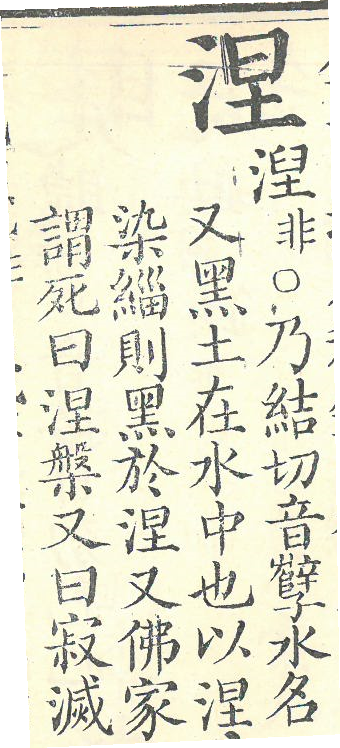 涅
湼非○乃結切音孽水名
又黑土在水中也以涅
染緇則黑於涅又佛家
謂死曰涅槃又曰寂滅